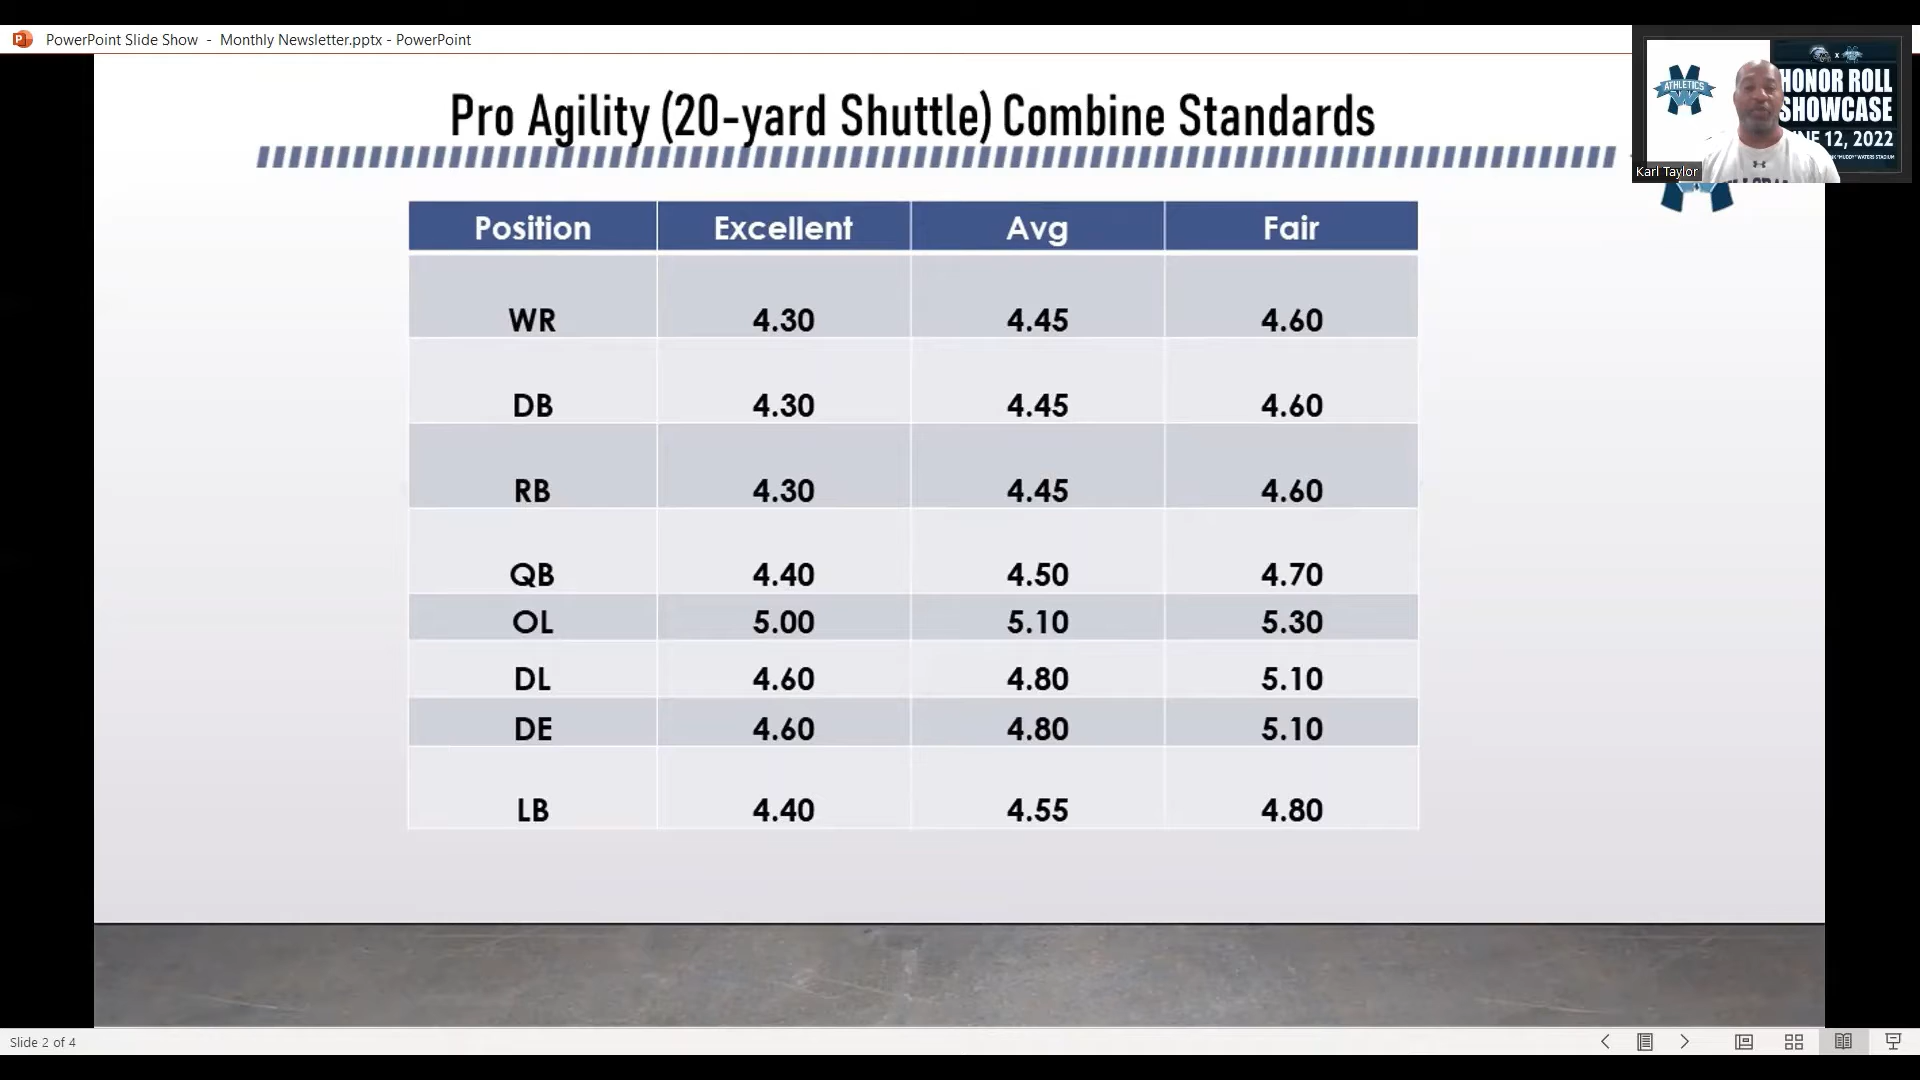 PowerPoint Slide Show - Monthly Newsletter.pptx - PowerPoint
ATHLETICS
HONOR ROLL
SHOWCASE
NE 12, 2022
"MUDDY" WATERS STADIUM
Karl Taylor
Pro Agility (20-yard Shuttle) Combine Standards
Position Excellent Avg Fair
WR 4.30 4.45 4.60
DB 4.30 4.45 4.60
RB 4.30 4.45 4.60
QB 4.40 4.50 4.70
OL 5.00 5.10 5.30
DL 4.60 4.80 5.10
DE 4.60 4.80 5.10
LB 4.40 4.55 4.80
Slide 2 of 4